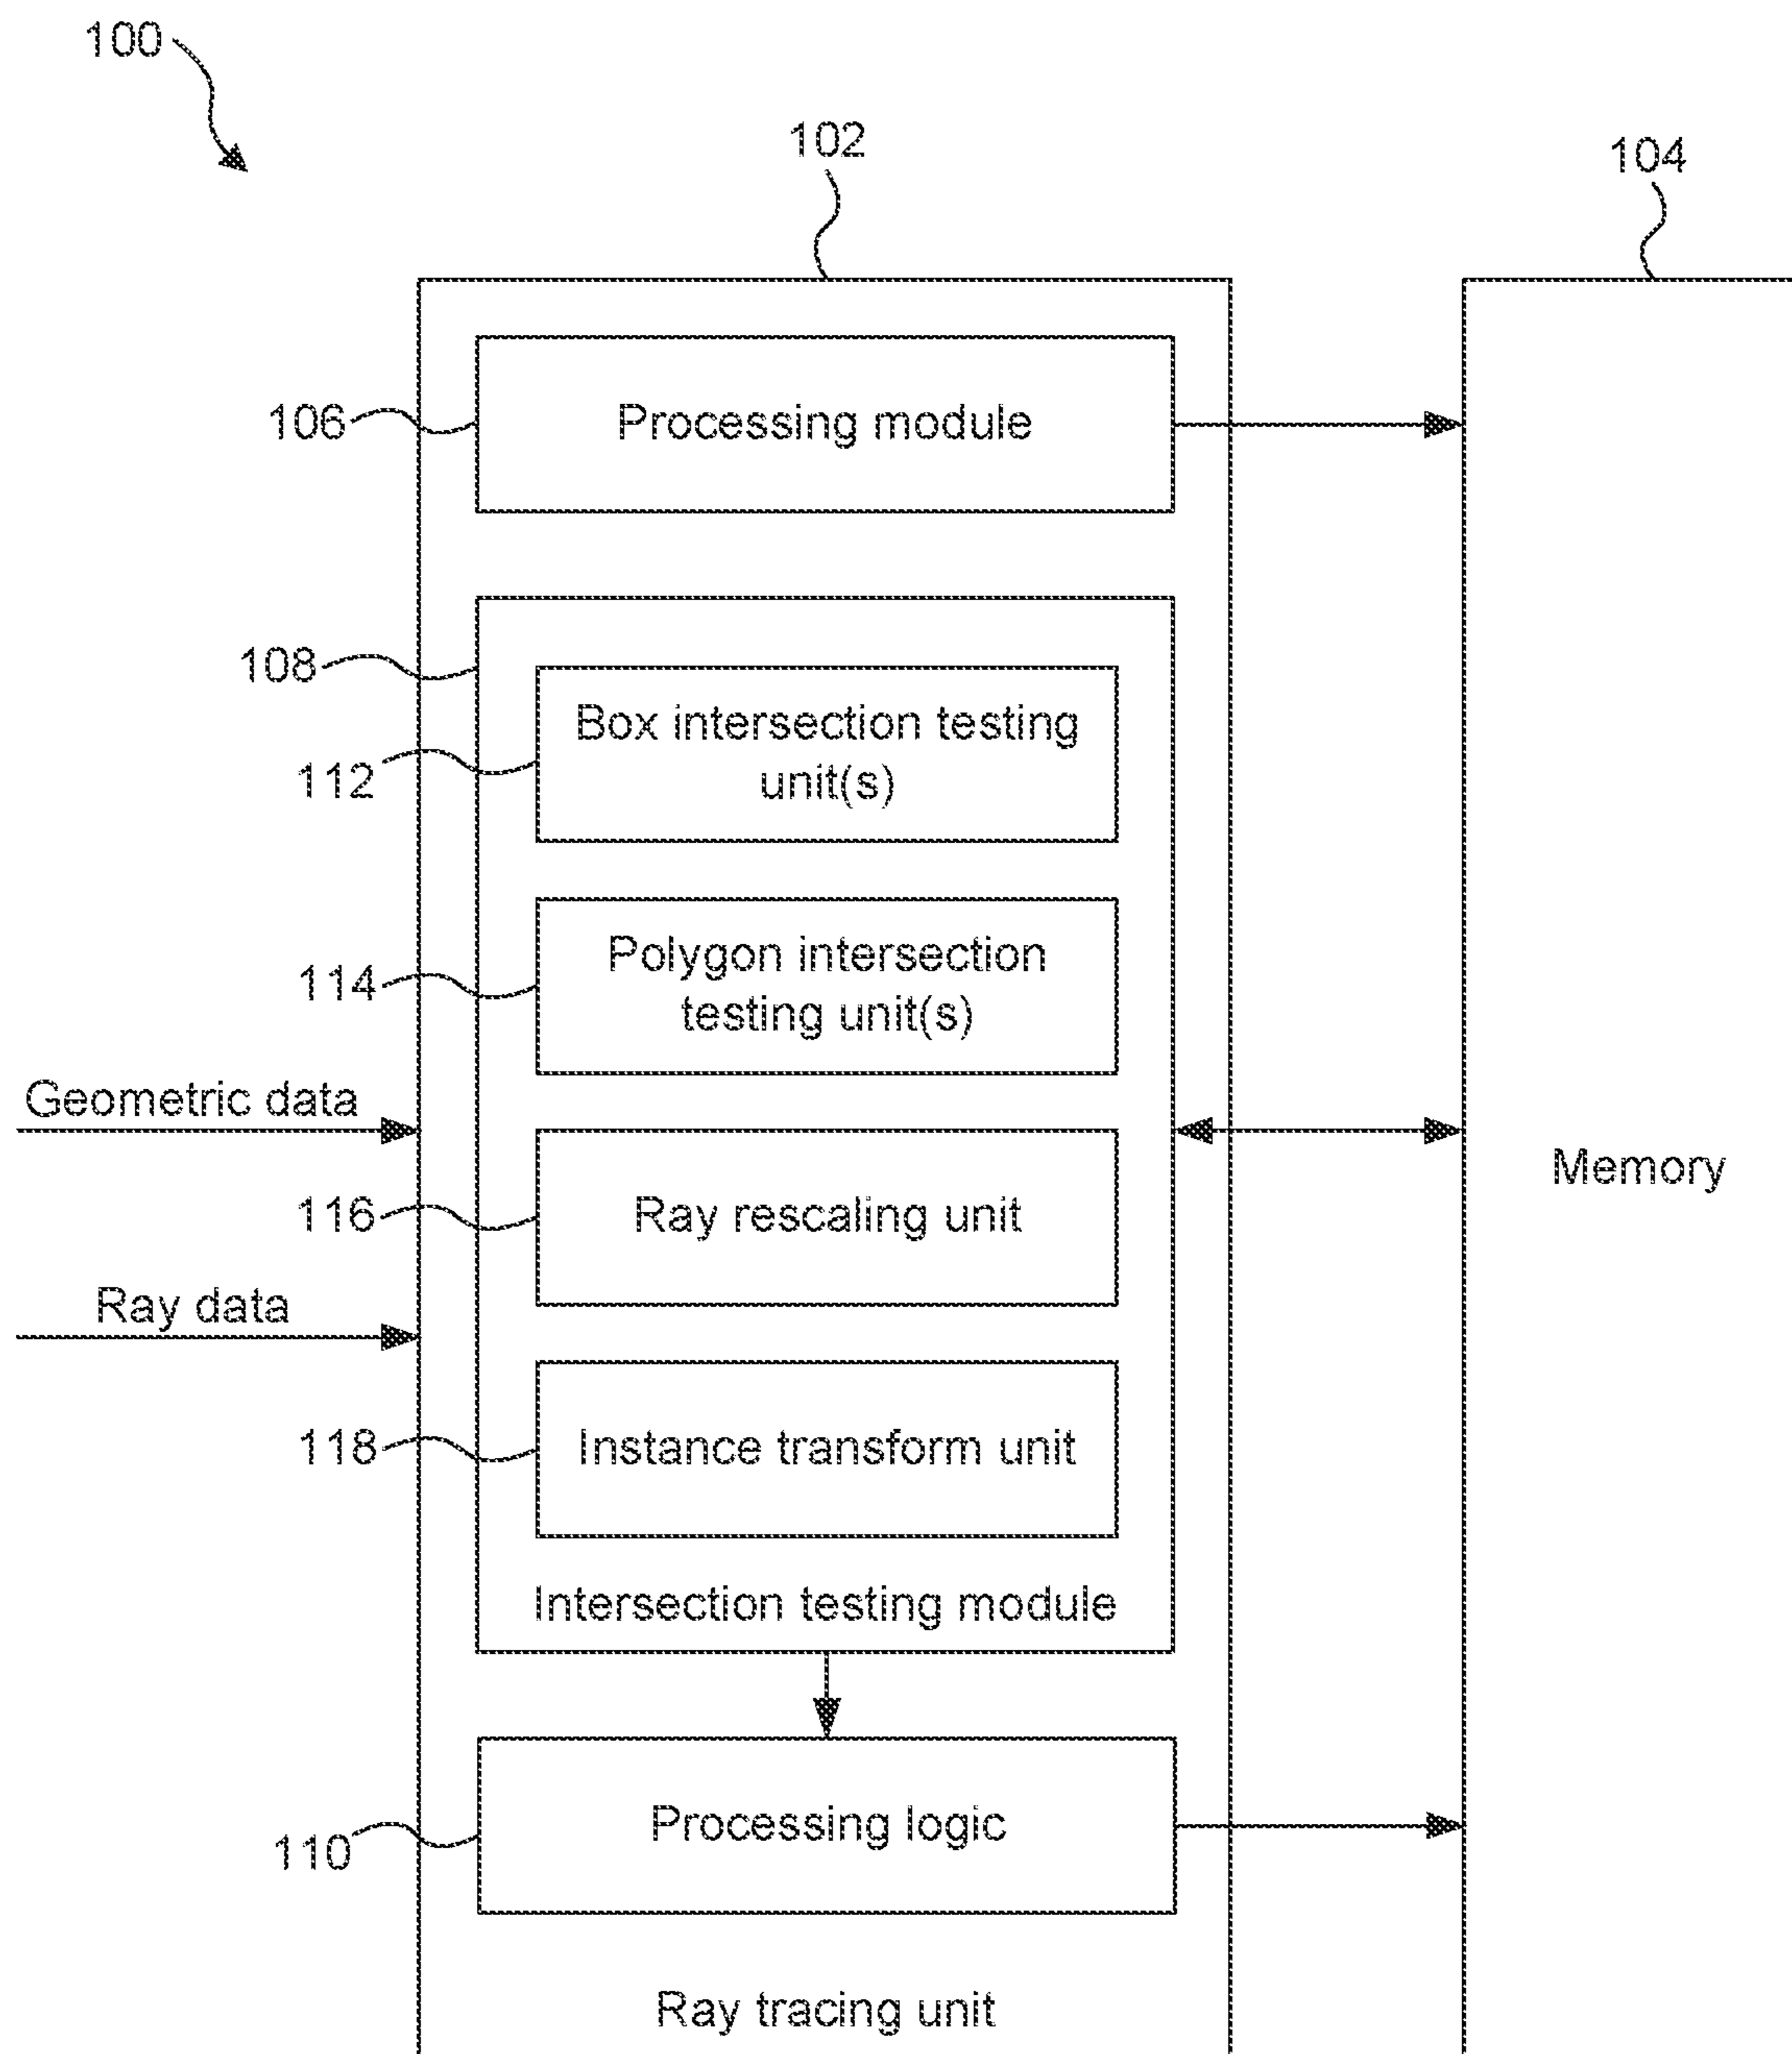 100
102
104
106
Processing module
108
Box intersection testing
unit(s)
112
Polygon intersection
testing unit(s)
114
Geometric data
Memory
116
Ray rescaling unit
Ray data
118
Instance transform unit
Intersection testing module
110
Processing logic
Ray tracing unit